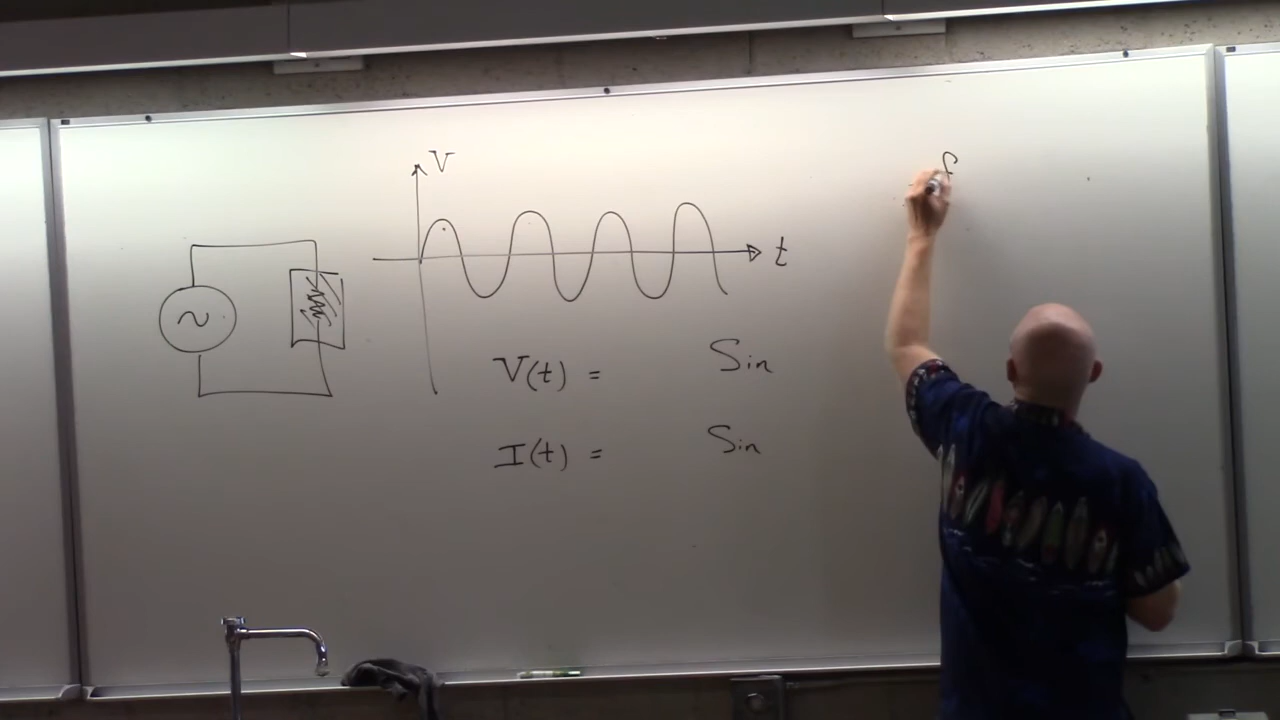 V
t
~
V(t) = Sin
I(t) = Sin
f